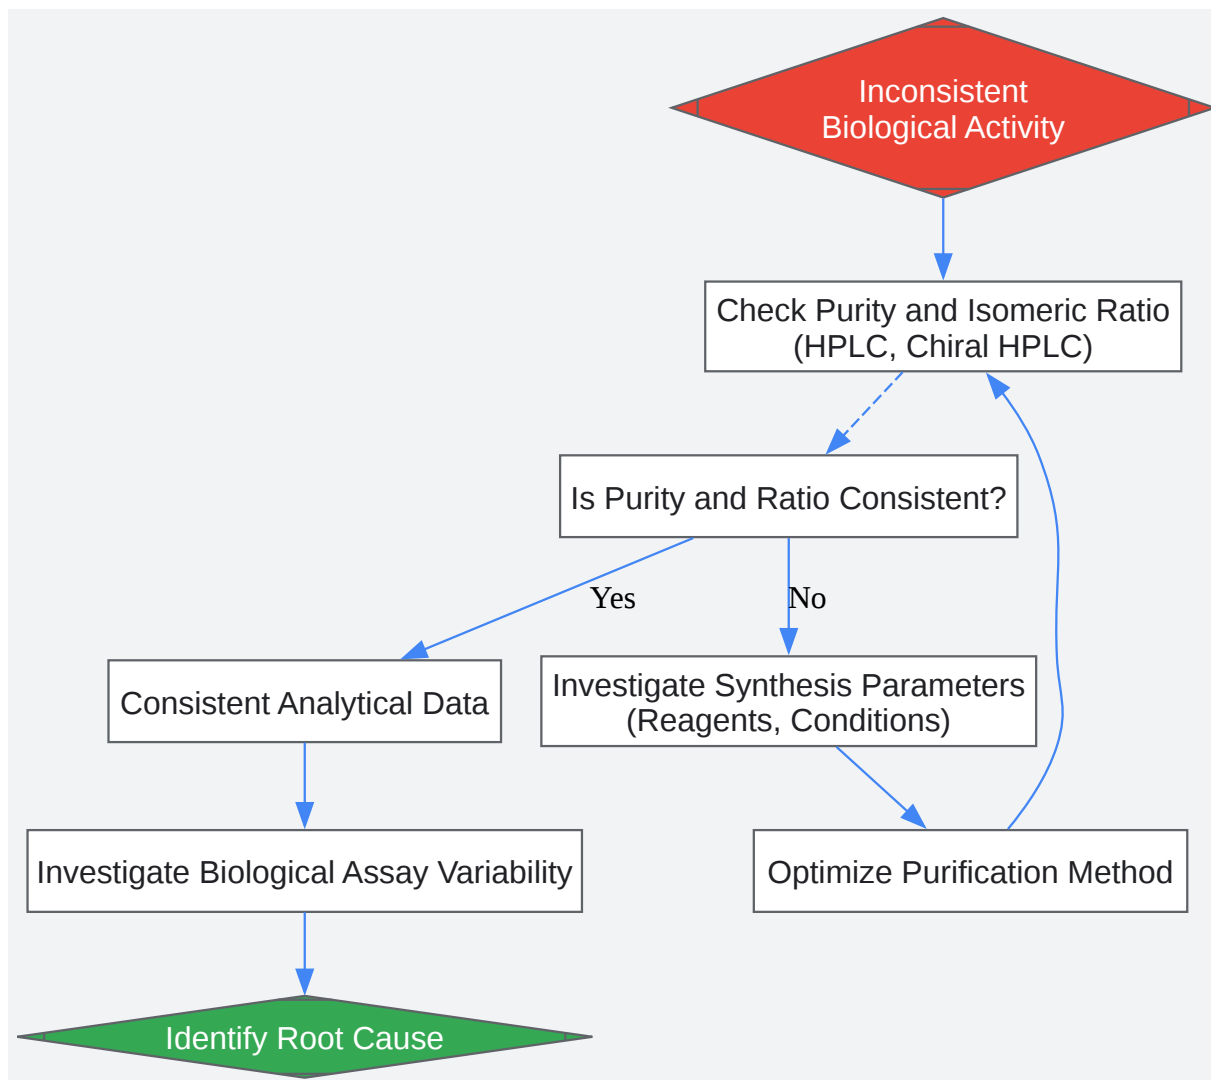 Inconsistent
Biological Activity
Check Purity and Isomeric Ratio
(HPLC, Chiral HPLC)
Is Purity and Ratio Consistent?
Yes
No
Consistent Analytical Data
Investigate Synthesis Parameters
(Reagents, Conditions)
Investigate Biological Assay Variability
Optimize Purification Method
Identify Root Cause